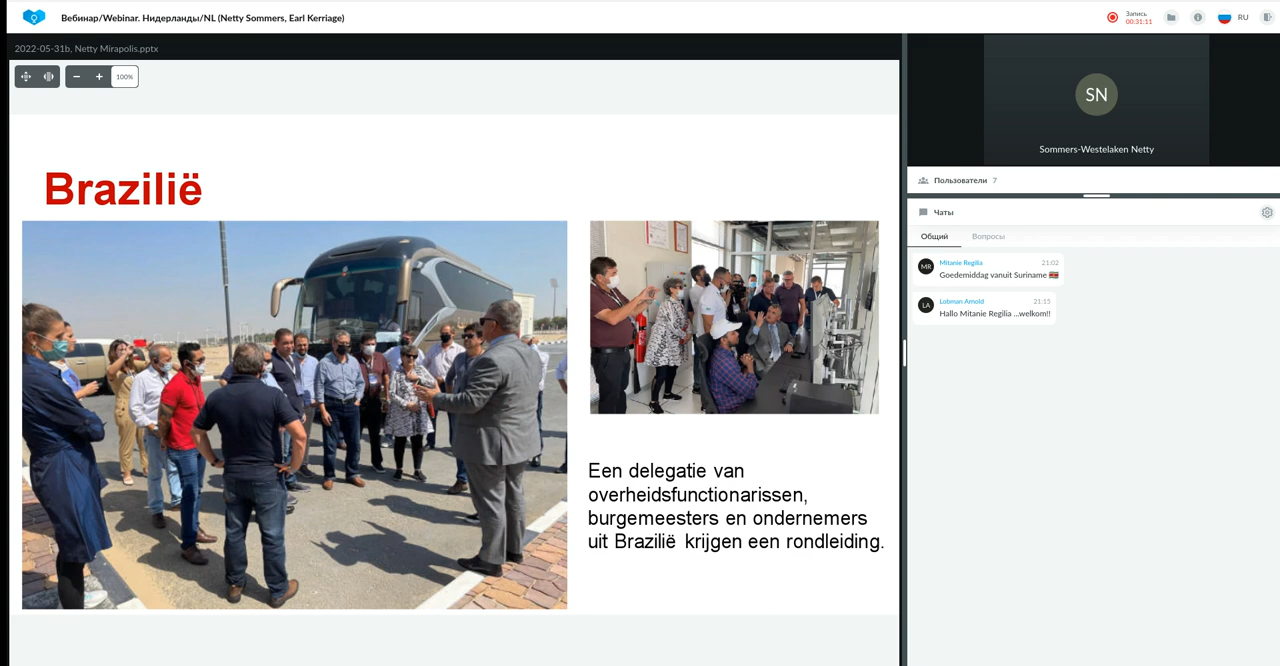 Вебинар/Webinar. Нидерланды/NL (Netty Sommers, Earl Kerriage)
Запись
00:31:11
RU
2022-05-31b, Netty Mirapolis.pptx
100%
Brazilië
Een delegatie van
overheidsfunctionarissen,
burgemeesters en ondernemers
uit Brazilië krijgen een rondleiding.
SN
Sommers-Westelaken Netty
Пользователи 7
Чаты
Общий Вопросы
MR
Mitanie Regilia 21:02
Goedemiddag vanuit Suriname 🇸🇷
LA
Lobman Arnold 21:15
Hallo Mitanie Regilia ...welkom!!